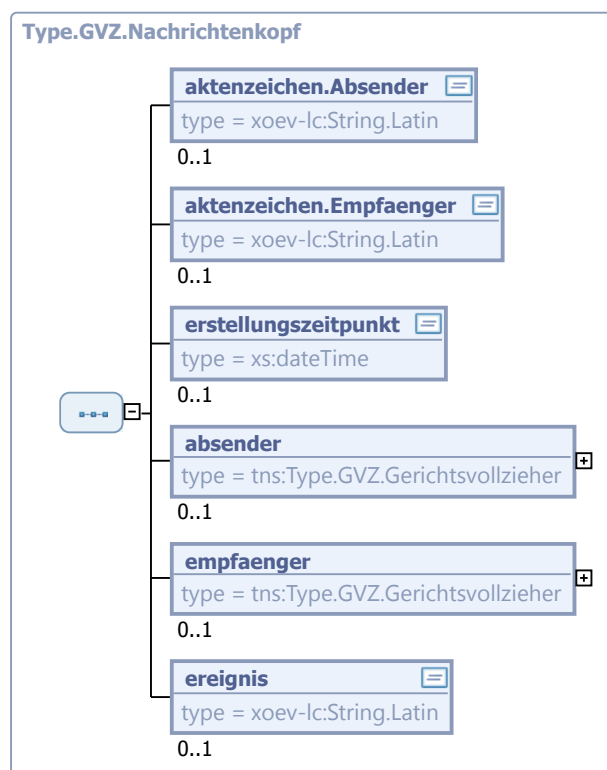 Type.GVZ.Nachrichtenkopf
aktenzeichen.Absender
type = xoev-lc:String.Latin
0..1
aktenzeichen.Empfaenger
type = xoev-lc:String.Latin
0..1
erstellungszeitpunkt
type = xs:dateTime
0..1
absender
type = tns:Type.GVZ.Gerichtsvollzieher
0..1
empfaenger
type = tns:Type.GVZ.Gerichtsvollzieher
0..1
ereignis
type = xoev-lc:String.Latin
0..1